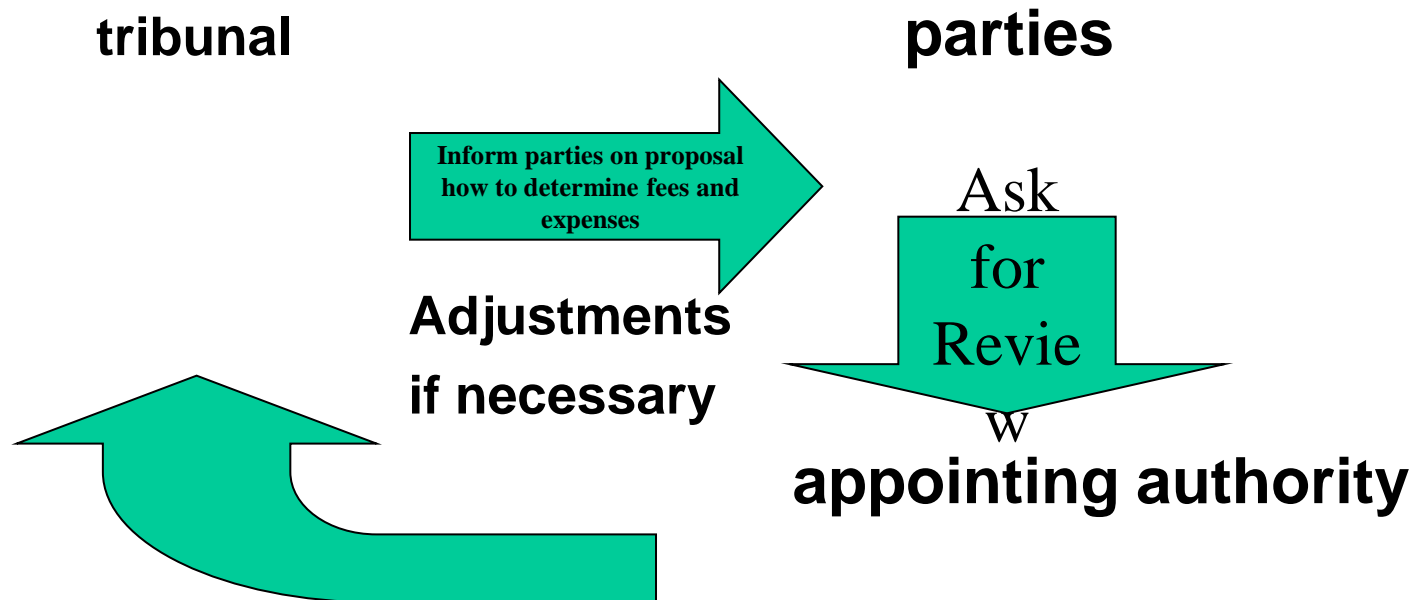 tribunal
parties
Inform parties on proposal
how to determine fees and
expenses
Ask
for
Revie
w
Adjustments
if necessary
appointing authority